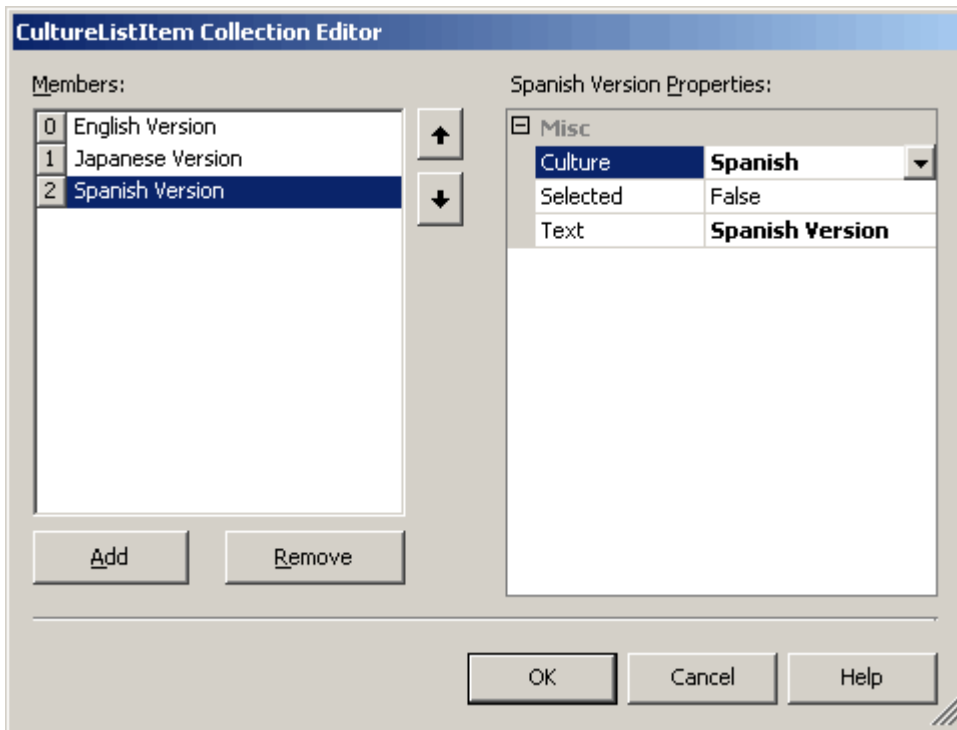 CultureListItem Collection Editor
Members:
0 English Version
1 Japanese Version
2 Spanish Version
Add Remove
Spanish Version Properties:
Misc
Culture Spanish
Selected False
Text Spanish Version
OK Cancel Help